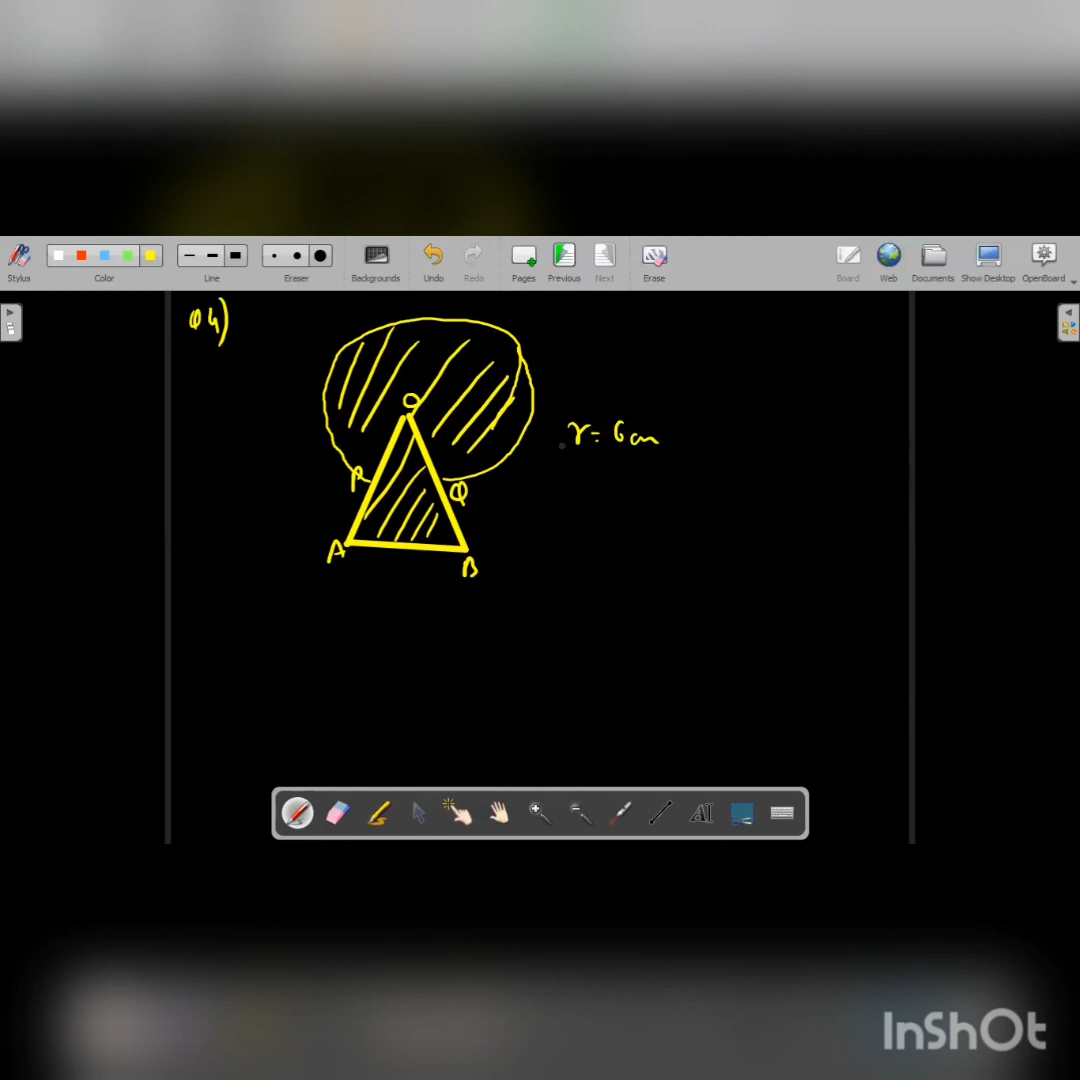 Stylus Color Line Eraser Backgrounds Undo Redo Pages Previous Next Erase Board Web Documents Show Desktop OpenBoard
Q4)
O
r = 6cm
P Q
A B
AI
InShOt